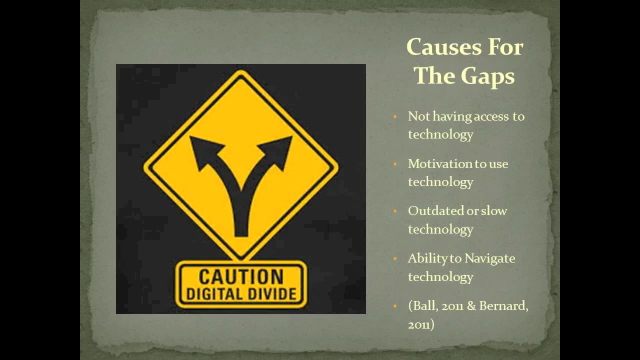 Causes For
The Gaps
CAUTION
DIGITAL DIVIDE
• Not having access to
technology
• Motivation to use
technology
• Outdated or slow
technology
• Ability to Navigate
technology
• (Ball, 2011 & Bernard,
2011)